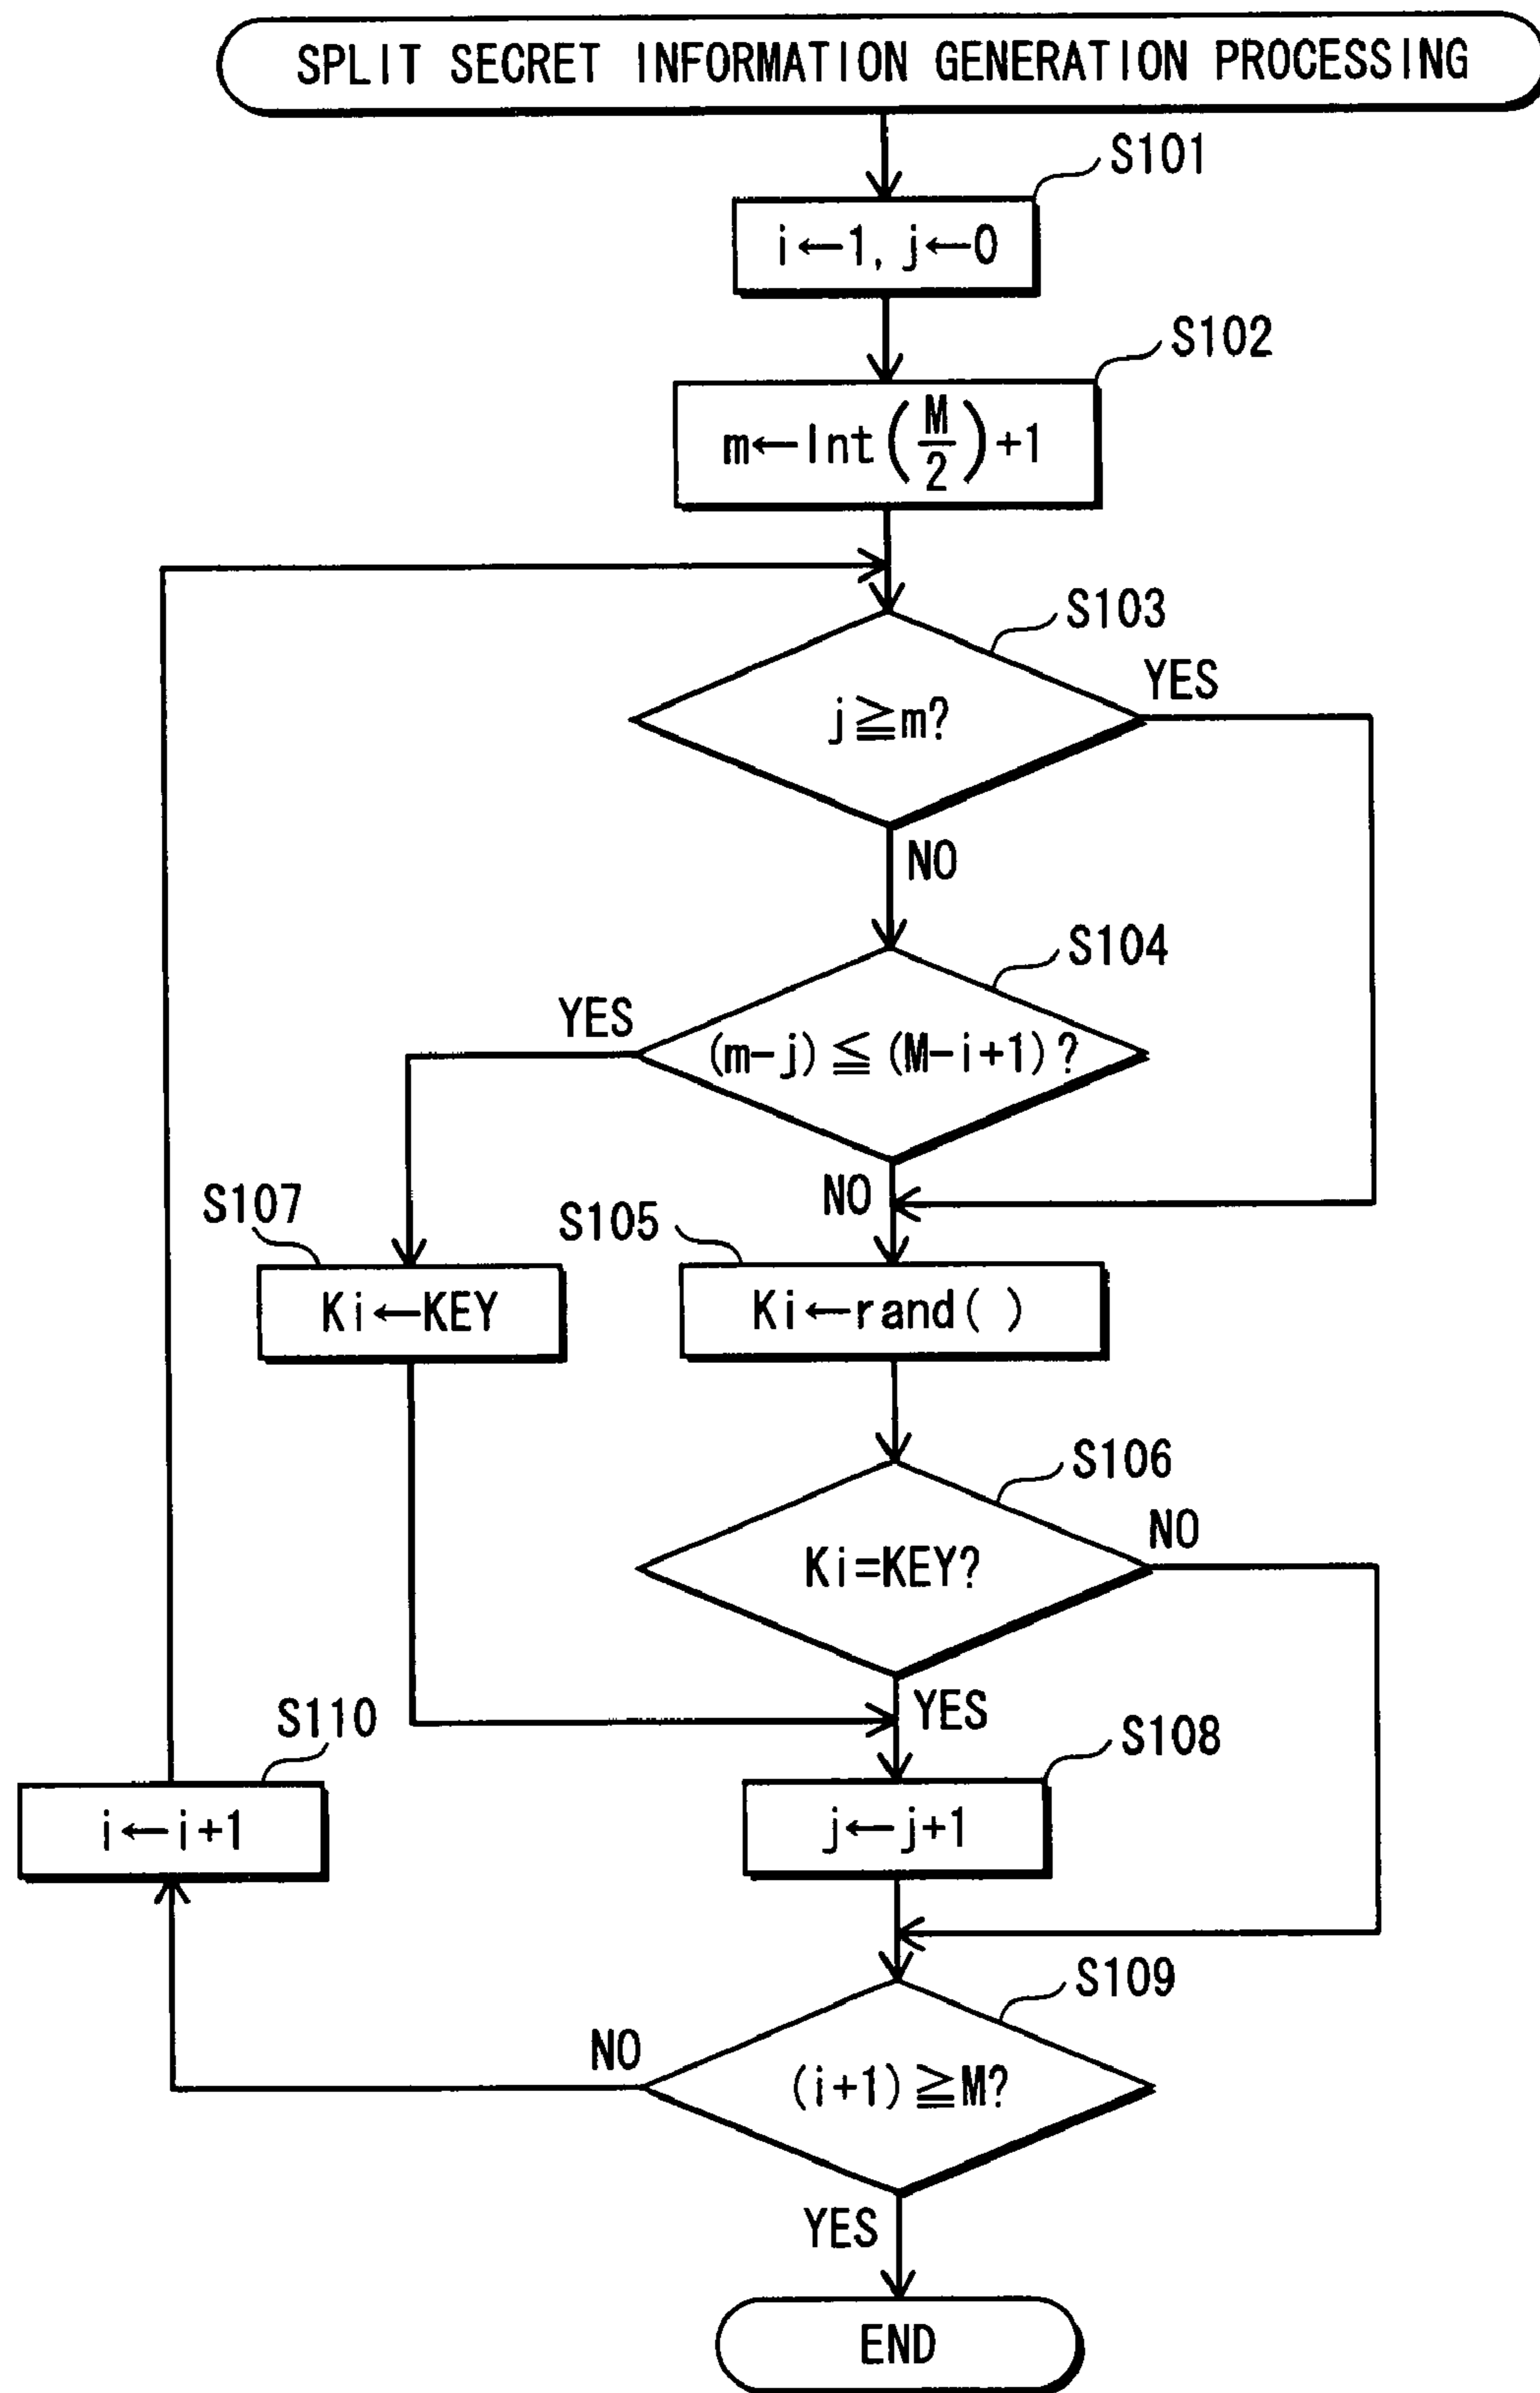 SPLIT SECRET INFORMATION GENERATION PROCESSING
S101
i←1, j←0
S102
m←Int(M/2)+1
S103
j≧m?
YES
NO
S104
(m-j)≦(M-i+1)?
YES
NO
S107
Ki←KEY
S105
Ki←rand( )
S106
Ki=KEY?
NO
YES
S110
i←i+1
S108
j←j+1
S109
(i+1)≧M?
NO
YES
END